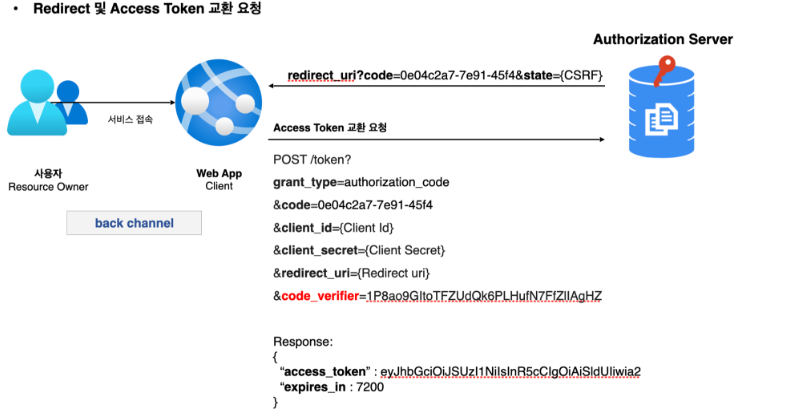 • Redirect 및 Access Token 교환 요청
Authorization Server
redirect_uri?code=0e04c2a7-7e91-45f4&state={CSRF}
서비스 접속
Access Token 교환 요청
사용자
Resource Owner
Web App
Client
back channel
POST /token?
grant_type=authorization_code
&code=0e04c2a7-7e91-45f4
&client_id={Client Id}
&client_secret={Client Secret}
&redirect_uri={Redirect uri}
&code_verifier=1P8ao9GltoTFZUdQk6PLHufN7FfZlIAgHZ
Response:
{
“access_token” : eyJhbGciOiJSUzI1NiIsInR5cCIgOiAiSldUIiwia2
“expires_in : 7200
}